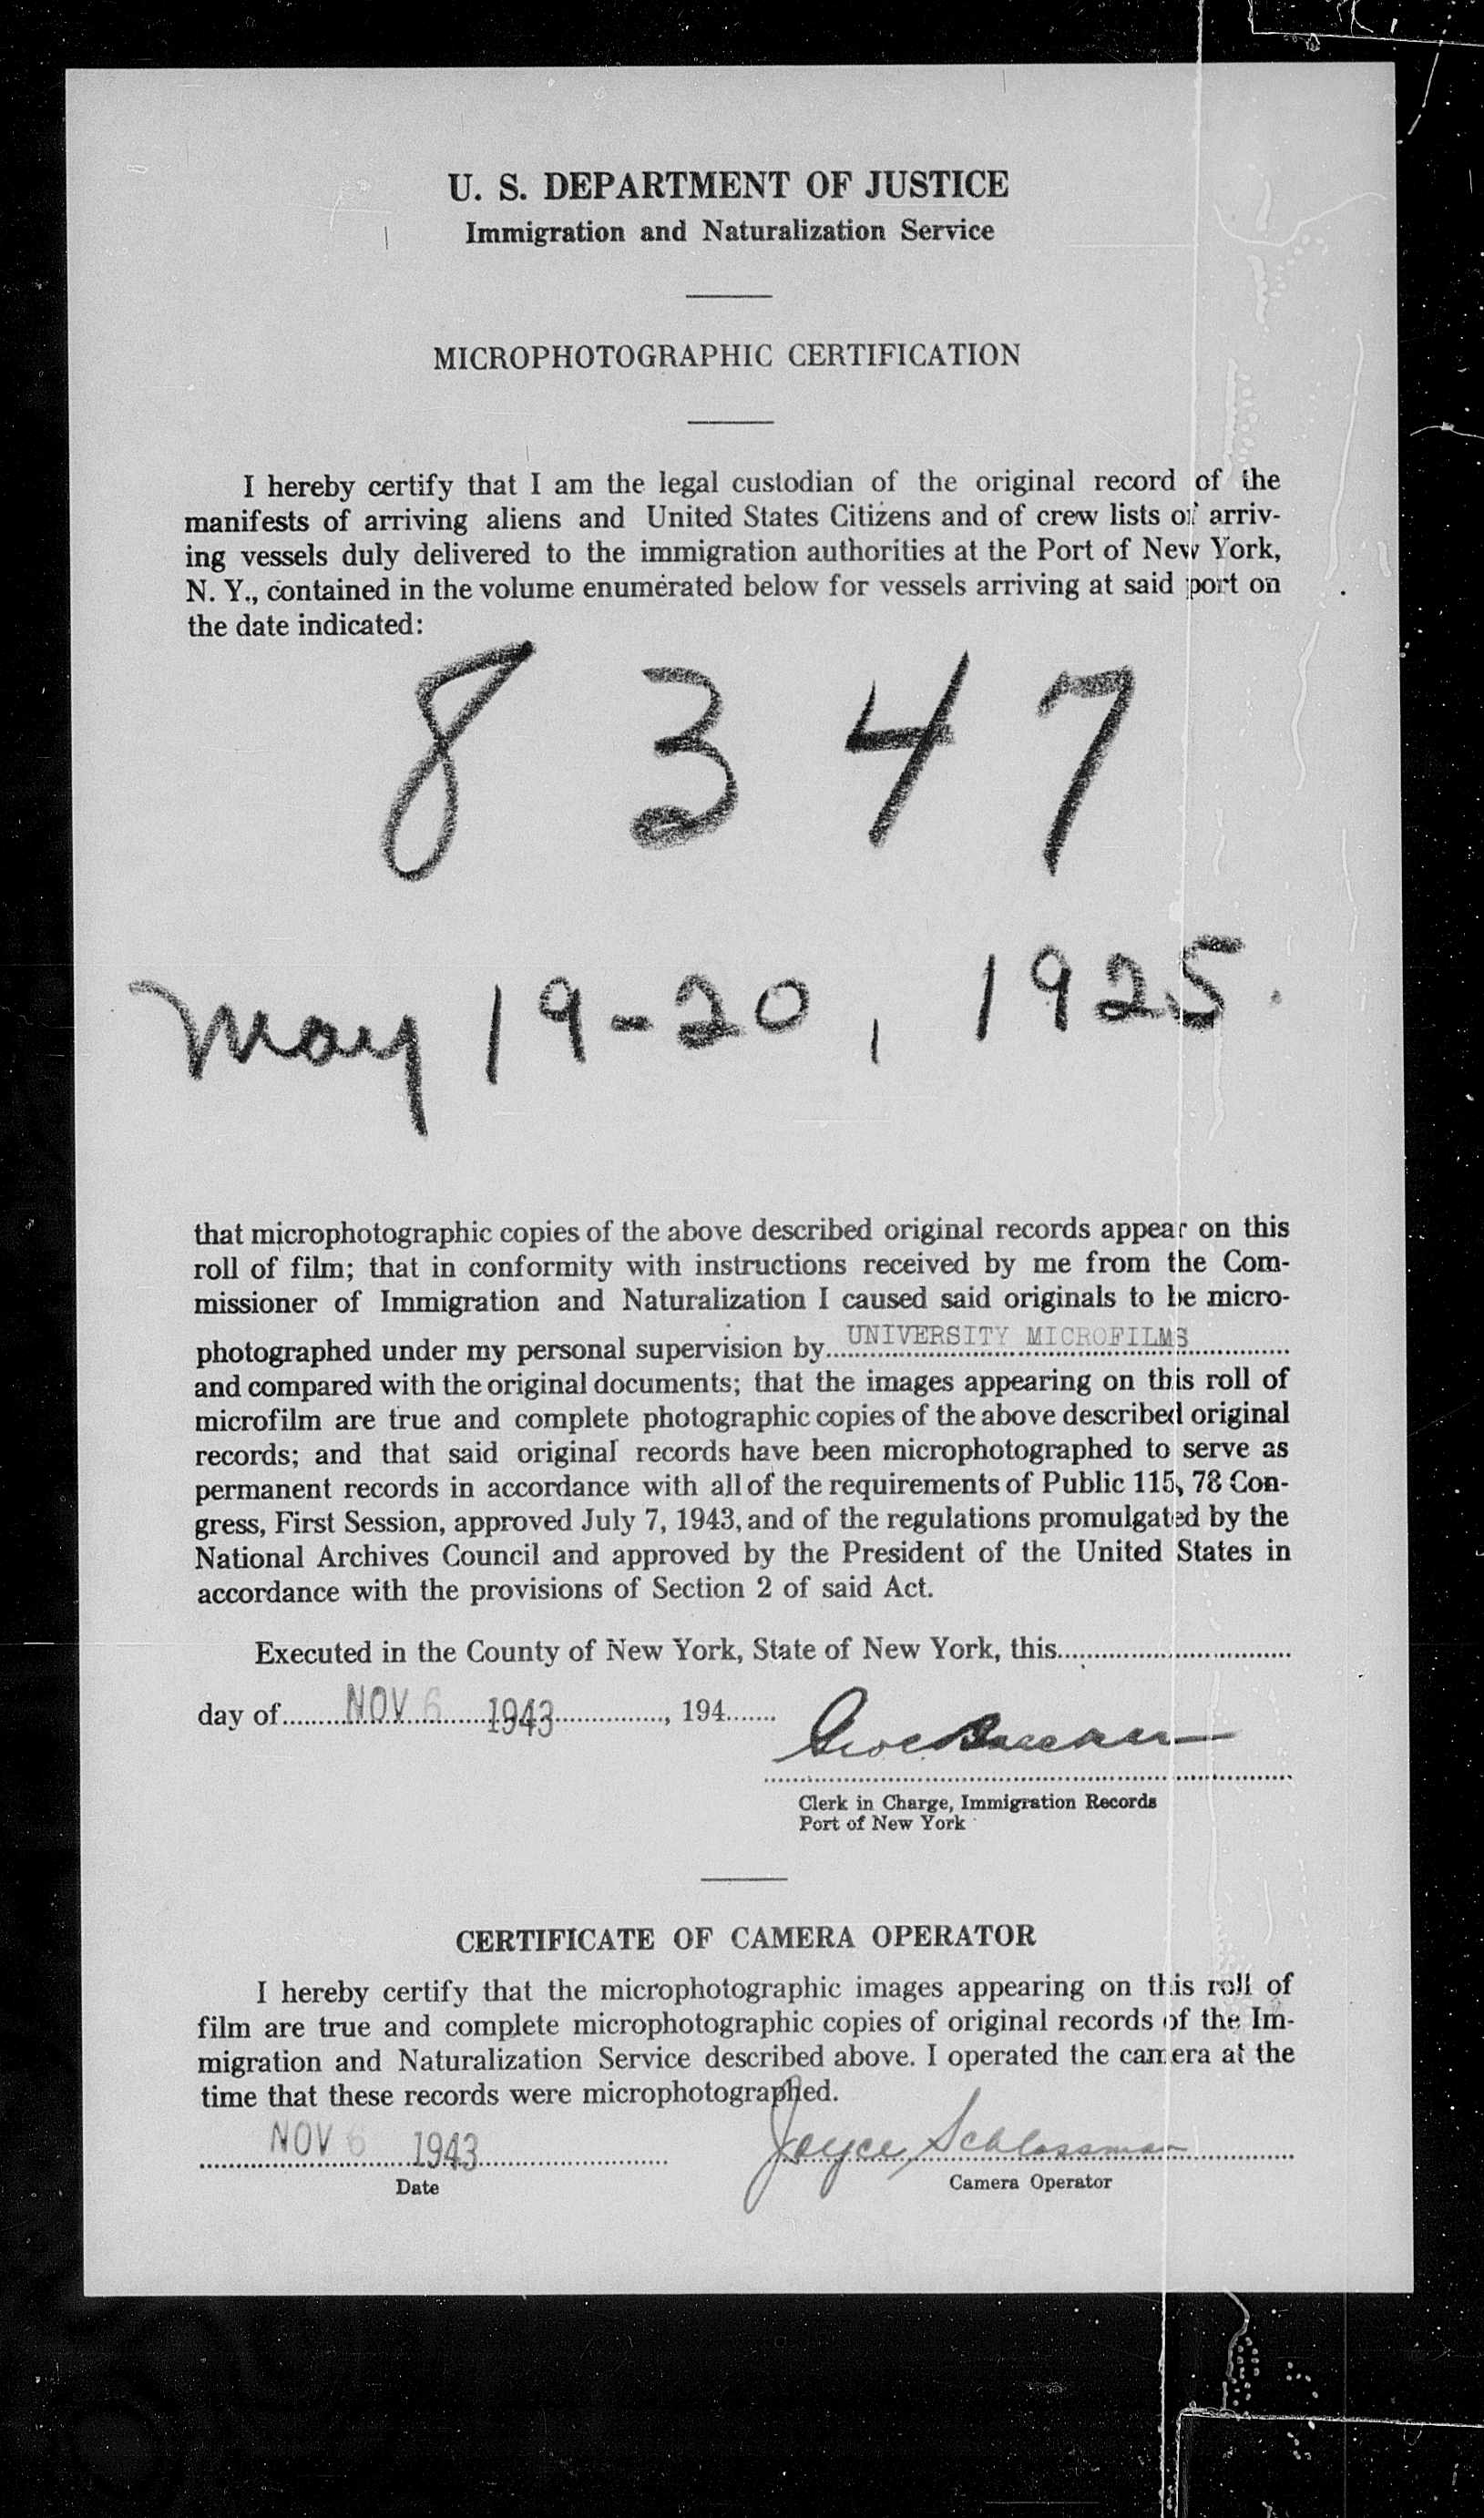 U. S. DEPARTMENT OF JUSTICE
Immigration and Naturalization Service
MICROPHOTOGRAPHIC CERTIFICATION
I hereby certify that I am the legal custodian of the original record of the
manifests of arriving aliens and United States Citizens and of crew lists of arriv-
ing vessels duly delivered to the immigration authorities at the Port of New York,
N. Y., contained in the volume enumerated below for vessels arriving at said port on
the date indicated:
8 3 4 7
May 19-20, 1925.
that microphotographic copies of the above described original records appear on this
roll of film; that in conformity with instructions received by me from the Com-
missioner of Immigration and Naturalization I caused said originals to be micro-
photographed under my personal supervision by UNIVERSITY MICROFILMS
and compared with the original documents; that the images appearing on this roll of
microfilm are true and complete photographic copies of the above described original
records; and that said original records have been microphotographed to serve as
permanent records in accordance with all of the requirements of Public 115, 78 Con-
gress, First Session, approved July 7, 1943, and of the regulations promulgated by the
National Archives Council and approved by the President of the United States in
accordance with the provisions of Section 2 of said Act.
Executed in the County of New York, State of New York, this
day of NOV 6 1943, 194
Clerk in Charge, Immigration Records
Port of New York
CERTIFICATE OF CAMERA OPERATOR
I hereby certify that the microphotographic images appearing on this roll of
film are true and complete microphotographic copies of original records of the Im-
migration and Naturalization Service described above. I operated the camera at the
time that these records were microphotographed.
NOV 6 1943 Joyce Schlossman
Date Camera Operator